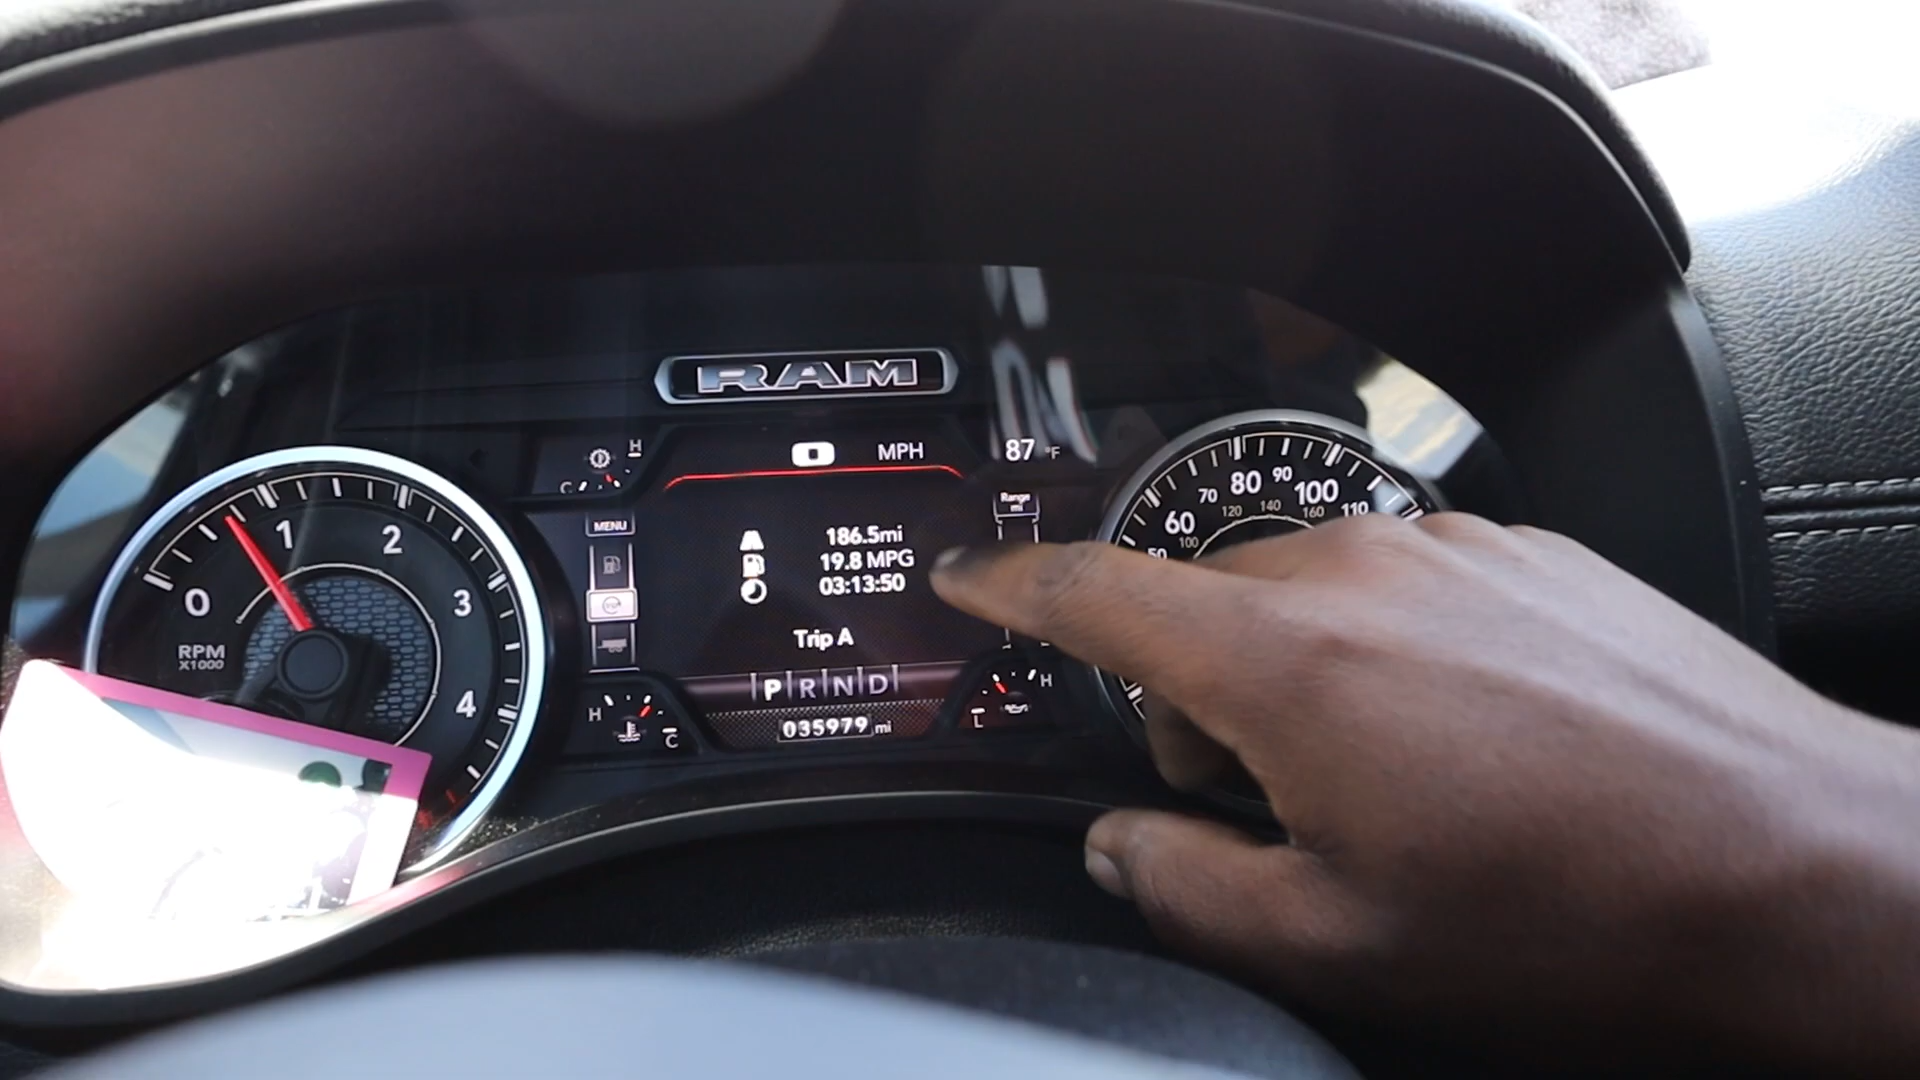 RAM
0 MPH
87 °F
H
C
MENU
Range
mi
186.5mi
19.8 MPG
03:13:50
Trip A
P R N D
035979 mi
H
C
H
L
0
1
2
3
4
RPM
X1000
50
60
70
80
90
100
110
100
120
140
160